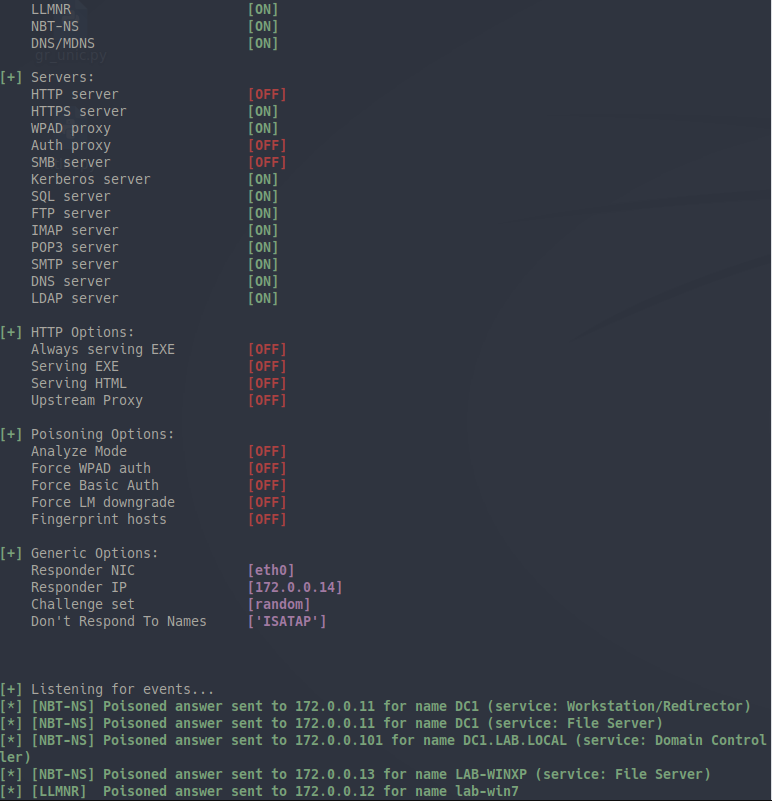 LLMNR [ON]
NBT-NS [ON]
DNS/MDNS [ON]
gr_unic.py
[+] Servers:
HTTP server [OFF]
HTTPS server [ON]
WPAD proxy [ON]
Auth proxy [OFF]
SMB server [OFF]
Kerberos server [ON]
SQL server [ON]
FTP server [ON]
IMAP server [ON]
POP3 server [ON]
SMTP server [ON]
DNS server [ON]
LDAP server [ON]
[+] HTTP Options:
Always serving EXE [OFF]
Serving EXE [OFF]
Serving HTML [OFF]
Upstream Proxy [OFF]
[+] Poisoning Options:
Analyze Mode [OFF]
Force WPAD auth [OFF]
Force Basic Auth [OFF]
Force LM downgrade [OFF]
Fingerprint hosts [OFF]
[+] Generic Options:
Responder NIC [eth0]
Responder IP [172.0.0.14]
Challenge set [random]
Don't Respond To Names ['ISATAP']
[+] Listening for events...
[*] [NBT-NS] Poisoned answer sent to 172.0.0.11 for name DC1 (service: Workstation/Redirector)
[*] [NBT-NS] Poisoned answer sent to 172.0.0.11 for name DC1 (service: File Server)
[*] [NBT-NS] Poisoned answer sent to 172.0.0.101 for name DC1.LAB.LOCAL (service: Domain Control
ler)
[*] [NBT-NS] Poisoned answer sent to 172.0.0.13 for name LAB-WINXP (service: File Server)
[*] [LLMNR]  Poisoned answer sent to 172.0.0.12 for name lab-win7